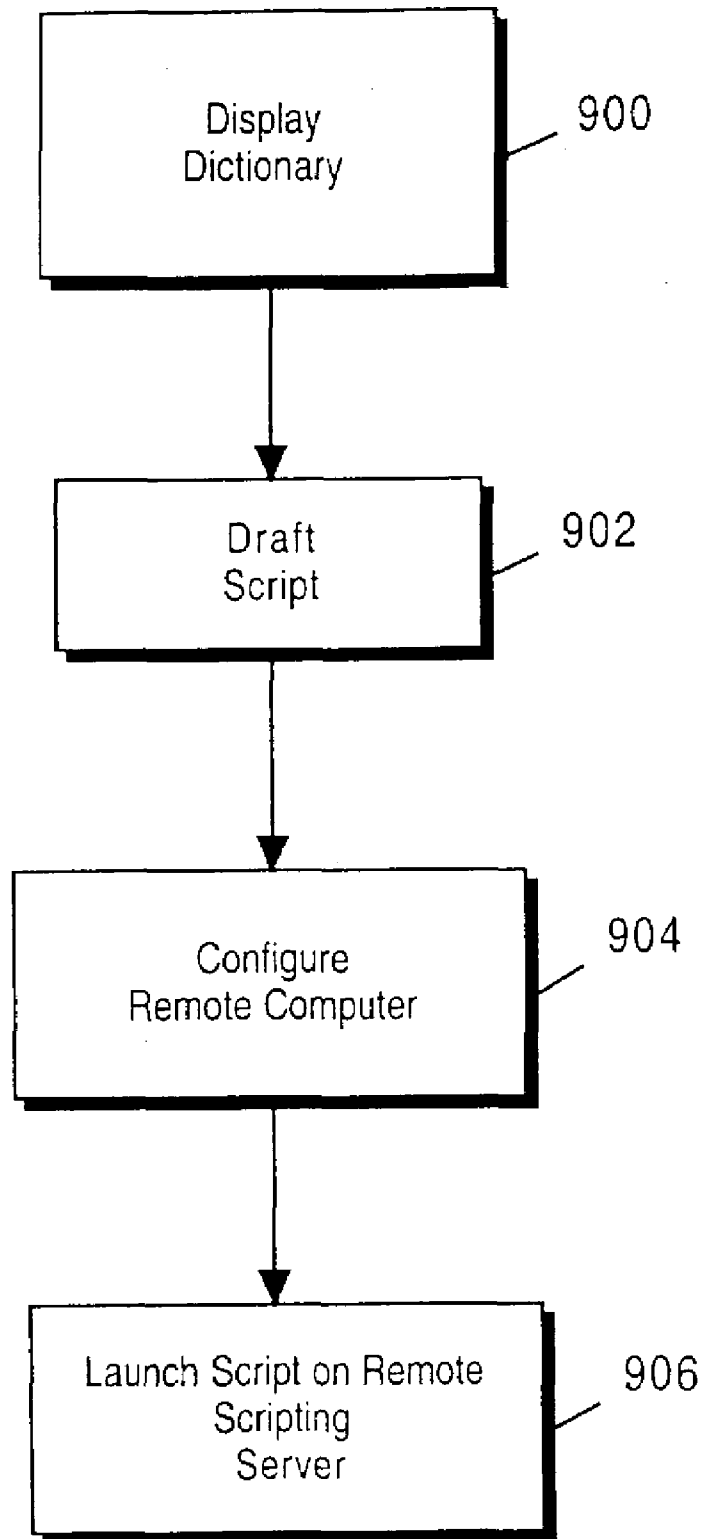 Display
Dictionary
900
Draft
Script
902
Configure
Remote Computer
904
Launch Script on Remote
Scripting
Server
906